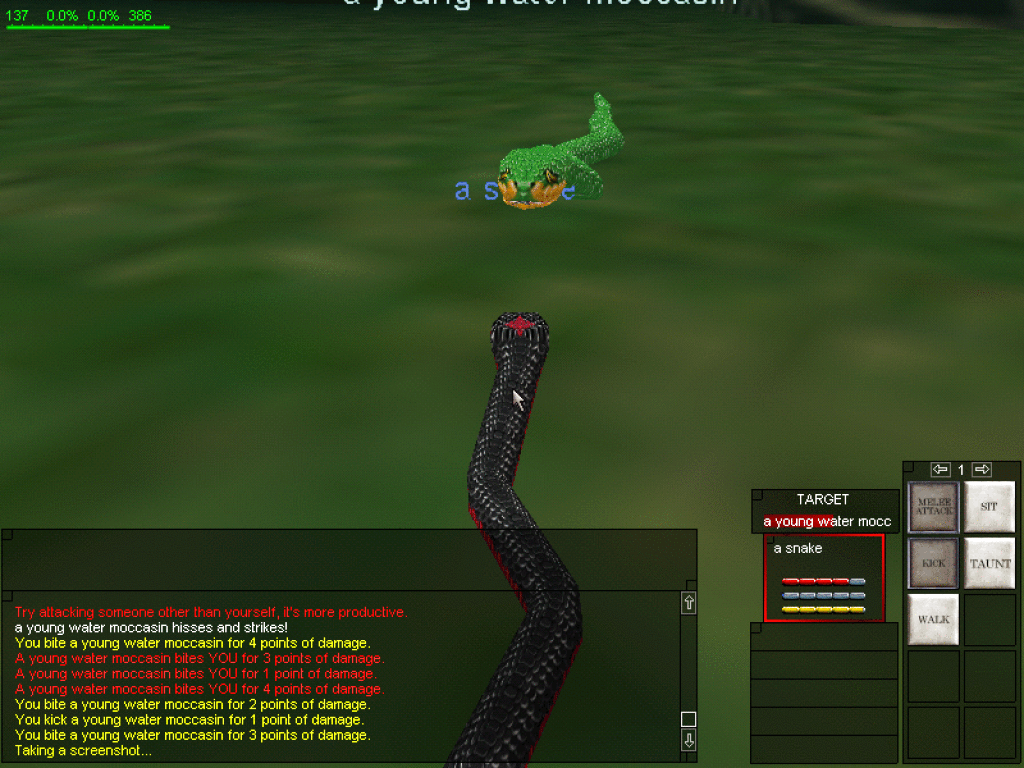 a young water moccasin
137 0.0% 0.0% 386
a s e
TARGET
a young water mocc
a snake
1
MELEE ATTACK
SIT
KICK
TAUNT
WALK
Try attacking someone other than yourself, it's more productive.
a young water moccasin hisses and strikes!
You bite a young water moccasin for 4 points of damage.
A young water moccasin bites YOU for 3 points of damage.
A young water moccasin bites YOU for 1 point of damage.
A young water moccasin bites YOU for 4 points of damage.
You bite a young water moccasin for 2 points of damage.
You kick a young water moccasin for 1 point of damage.
You bite a young water moccasin for 3 points of damage.
Taking a screenshot...